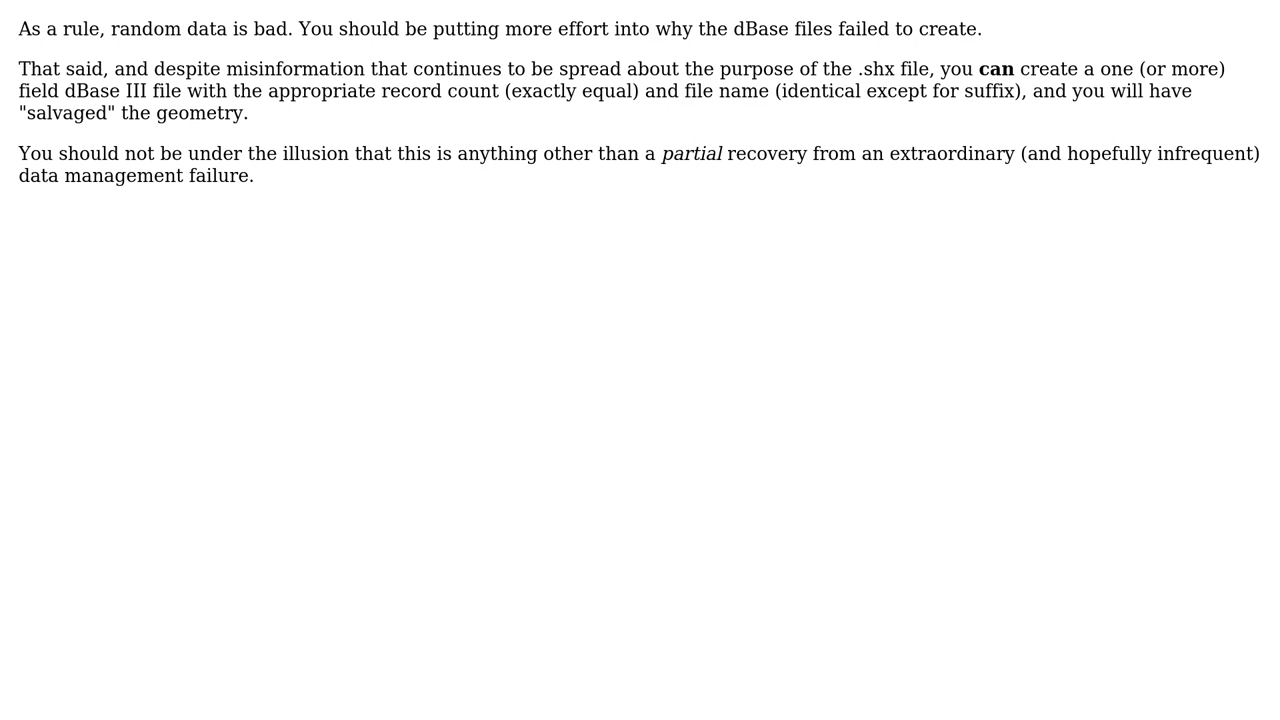 As a rule, random data is bad. You should be putting more effort into why the dBase files failed to create.
That said, and despite misinformation that continues to be spread about the purpose of the .shx file, you can create a one (or more)
field dBase III file with the appropriate record count (exactly equal) and file name (identical except for suffix), and you will have
"salvaged" the geometry.
You should not be under the illusion that this is anything other than a partial recovery from an extraordinary (and hopefully infrequent)
data management failure.